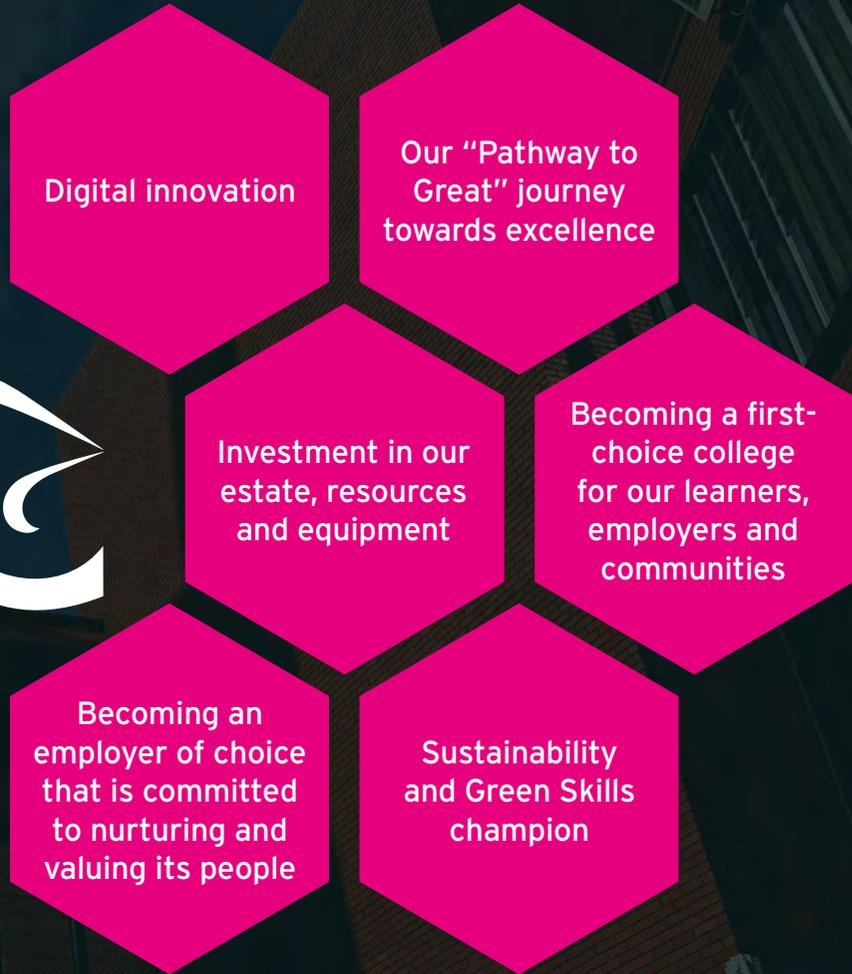 Digital innovation
Our “Pathway to
Great” journey
towards excellence
Investment in our
estate, resources
and equipment
Becoming a first-
choice college
for our learners,
employers and
communities
Becoming an
employer of choice
that is committed
to nurturing and
valuing its people
Sustainability
and Green Skills
champion